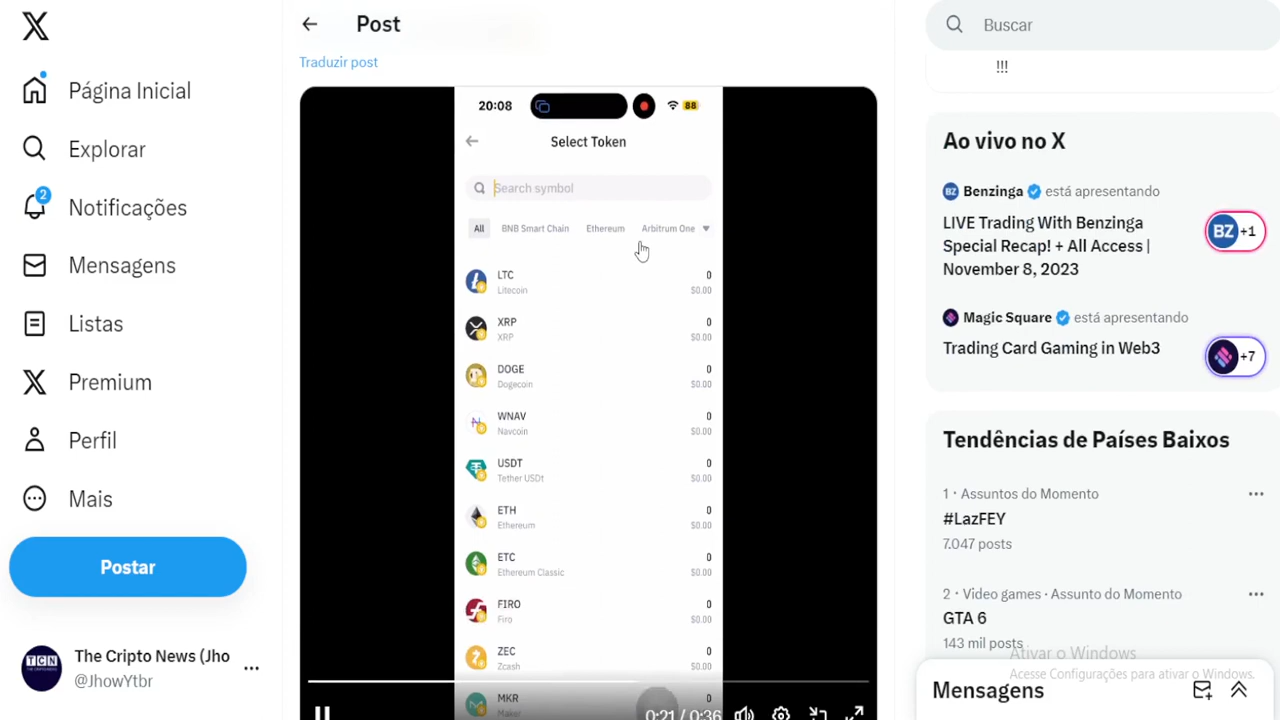 Página Inicial
Explorar
2
Notificações
Mensagens
Listas
Premium
Perfil
Mais
Postar
TCN
The Cripto News (Jho
@JhowYtbr
Post
Traduzir post
20:08
88
Select Token
Search symbol
All BNB Smart Chain Ethereum Arbitrum One
LTC 0
Litecoin $0.00
XRP 0
XRP $0.00
DOGE 0
Dogecoin $0.00
WNAV 0
Navcoin $0.00
USDT 0
Tether USDt $0.00
ETH 0
Ethereum $0.00
ETC 0
Ethereum Classic $0.00
FIRO 0
Firo $0.00
ZEC 0
Zcash $0.00
MKR 0
Maker
0:21 / 0:36
Buscar
!!!
Ao vivo no X
BZ Benzinga está apresentando
LIVE Trading With Benzinga
Special Recap! + All Access |
November 8, 2023
BZ +1
Magic Square está apresentando
Trading Card Gaming in Web3
+7
Tendências de Países Baixos
1 · Assuntos do Momento
#LazFEY
7.047 posts
2 · Video games · Assunto do Momento
GTA 6
143 mil posts
Ativar o Windows
Acesse Configurações para ativar o Windows.
Mensagens